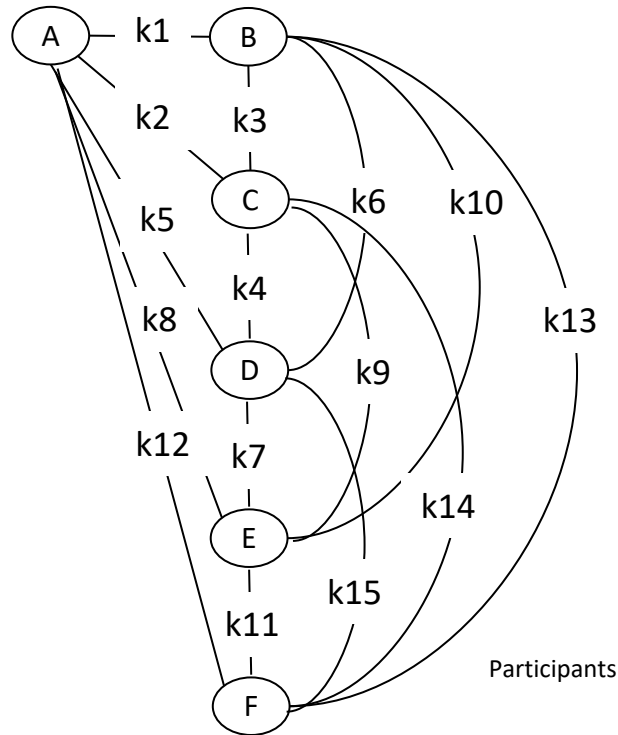 A k1 B
k2 k3
C k6 k10
k5
k4
k8 k13
D k9
k12 k7
k14
E
k15
k11
Participants
F